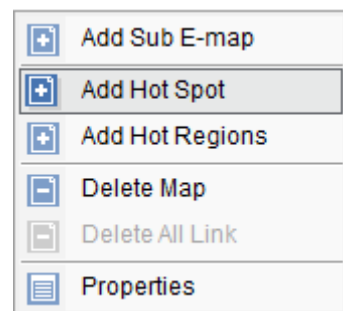 Add Sub E-map
Add Hot Spot
Add Hot Regions
Delete Map
Delete All Link
Properties